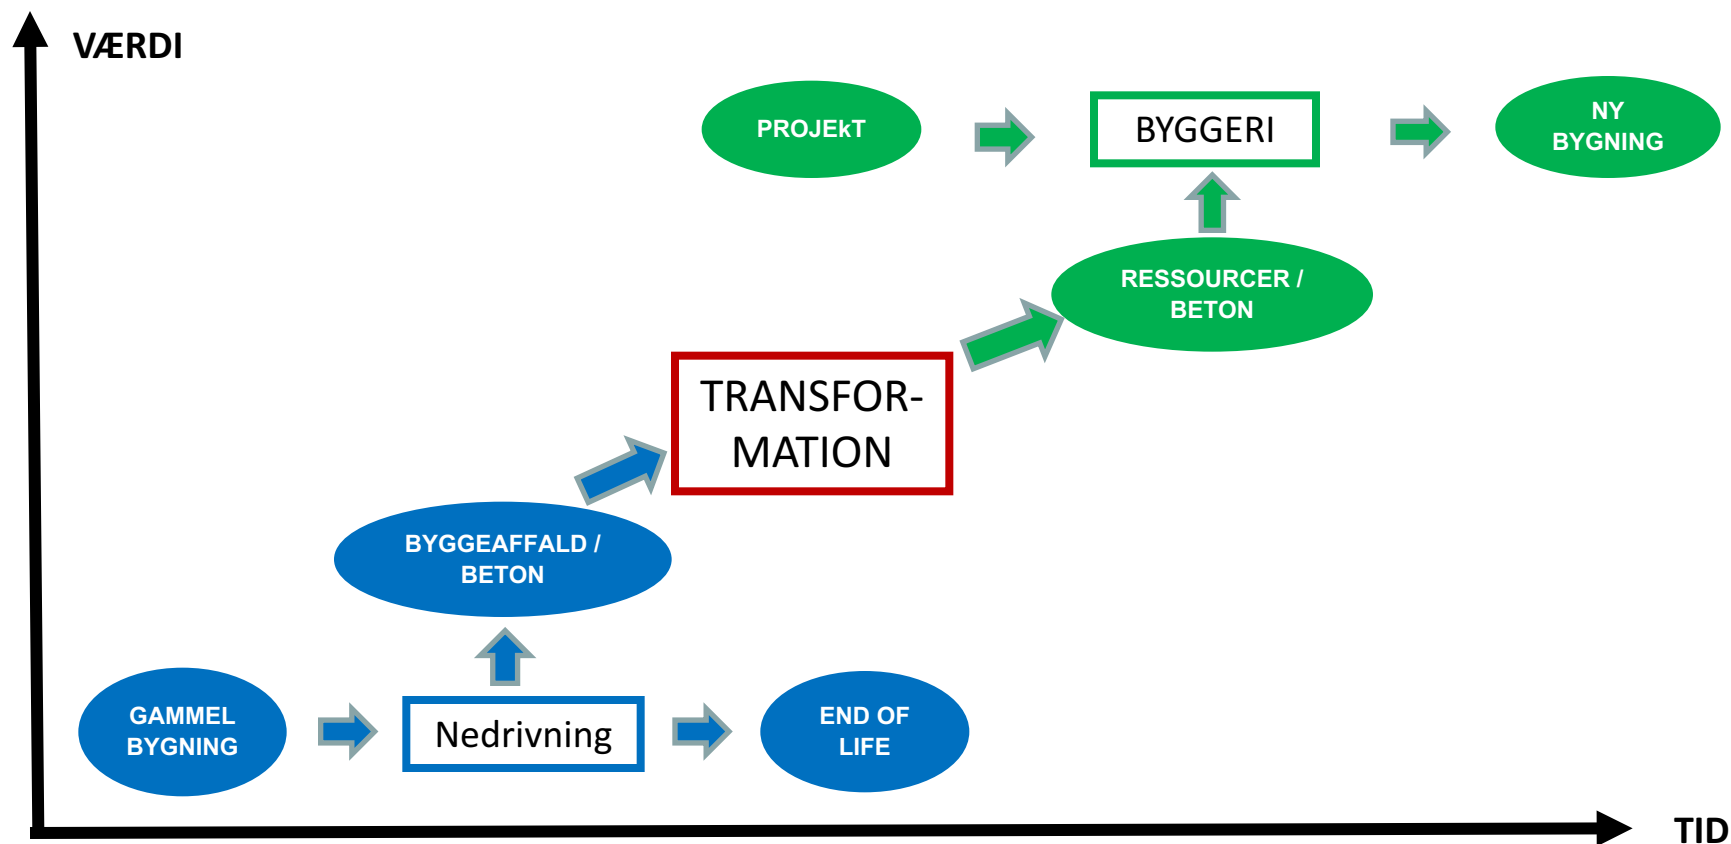 VÆRDI
PROJEkT
BYGGERI
NY
BYGNING
RESSOURCER /
BETON
TRANSFOR-
MATION
BYGGEAFFALD /
BETON
GAMMEL
BYGNING
Nedrivning
END OF
LIFE
TID